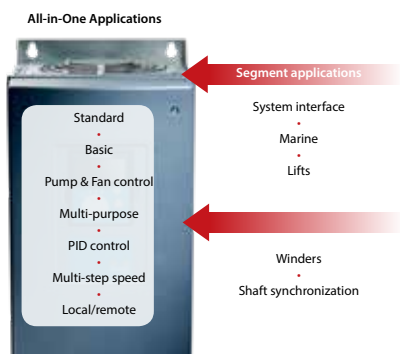 All-in-One Applications
Standard
Basic
Pump & Fan control
Multi-purpose
PID control
Multi-step speed
Local/remote
Segment applications
System interface
Marine
Lifts
Winders
Shaft synchronization